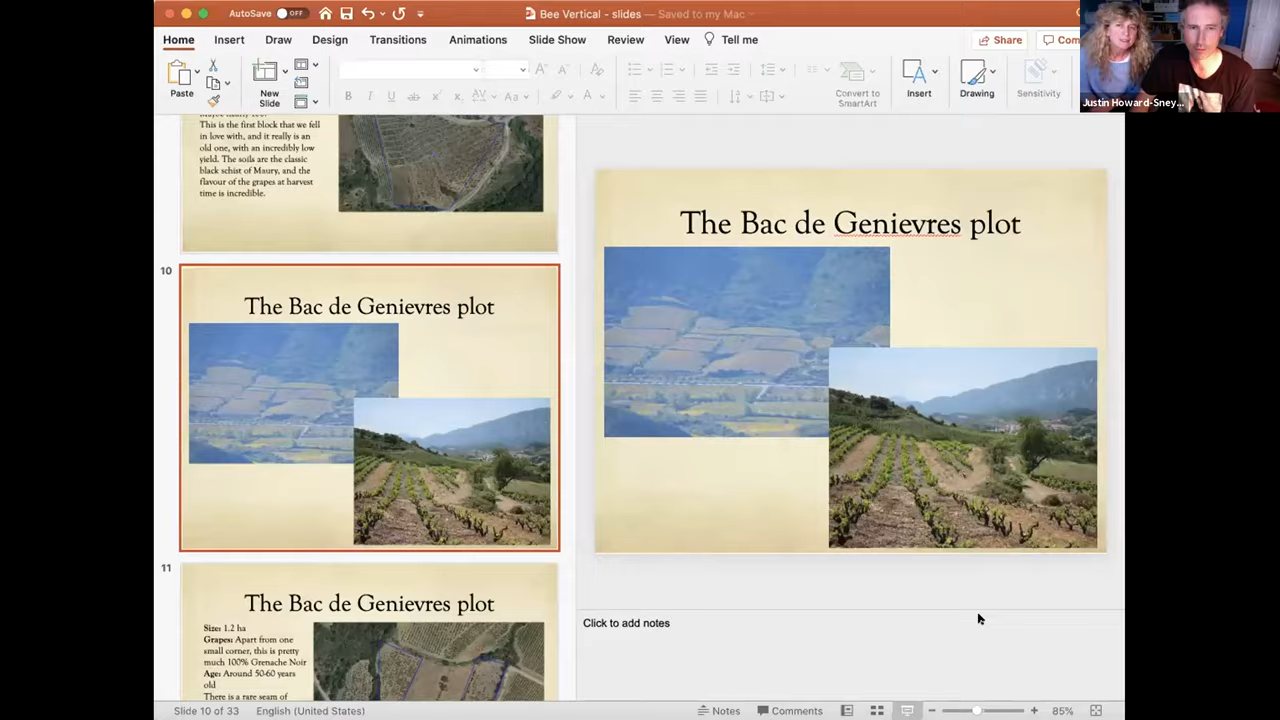 AutoSave OFF
Bee Vertical - slides — Saved to my Mac
Home Insert Draw Design Transitions Animations Slide Show Review View Tell me
Share
Paste
New
Slide
Convert to
SmartArt
Insert
Drawing
Sensitivity
Justin Howard-Sney...
This is the first block that we fell
in love with, and it really is an
old one, with an incredibly low
yield. The soils are the classic
black schist of Maury, and the
flavour of the grapes at harvest
time is incredible.
10
The Bac de Genievres plot
11
The Bac de Genievres plot
Size: 1.2 ha
Grapes: Apart from one
small corner, this is pretty
much 100% Grenache Noir
Age: Around 50-60 years
old
There is a rare seam of
The Bac de Genievres plot
Click to add notes
Slide 10 of 33 English (United States)
Notes Comments 85%